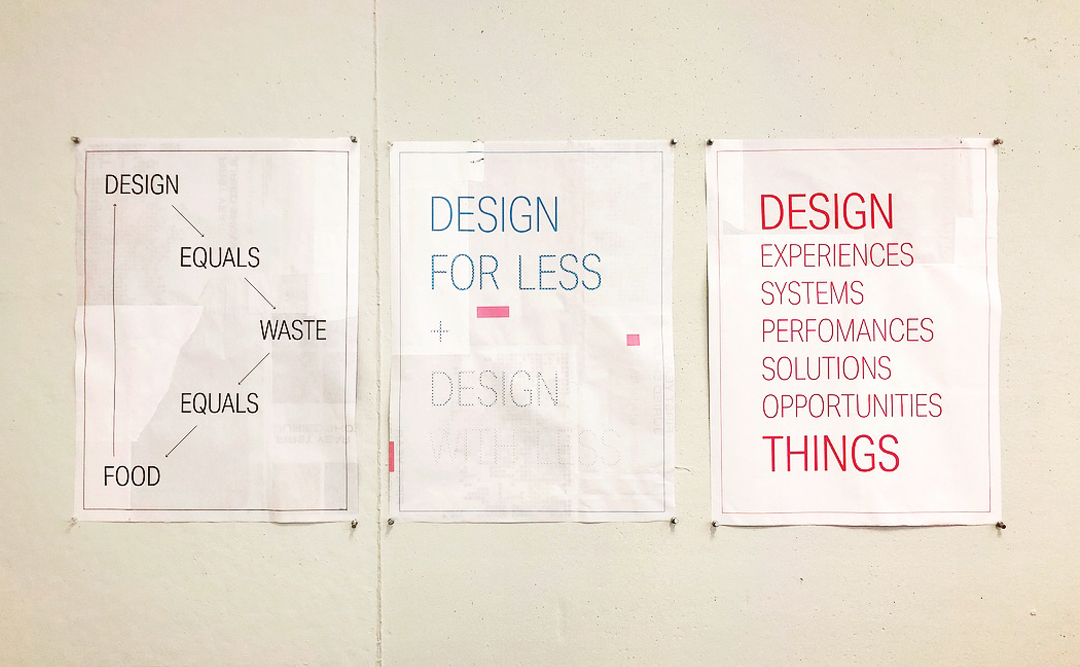 DESIGN
EQUALS
WASTE
EQUALS
FOOD
DESIGN
FOR LESS
+
DESIGN
WITH LESS
DESIGN
EXPERIENCES
SYSTEMS
PERFOMANCES
SOLUTIONS
OPPORTUNITIES
THINGS